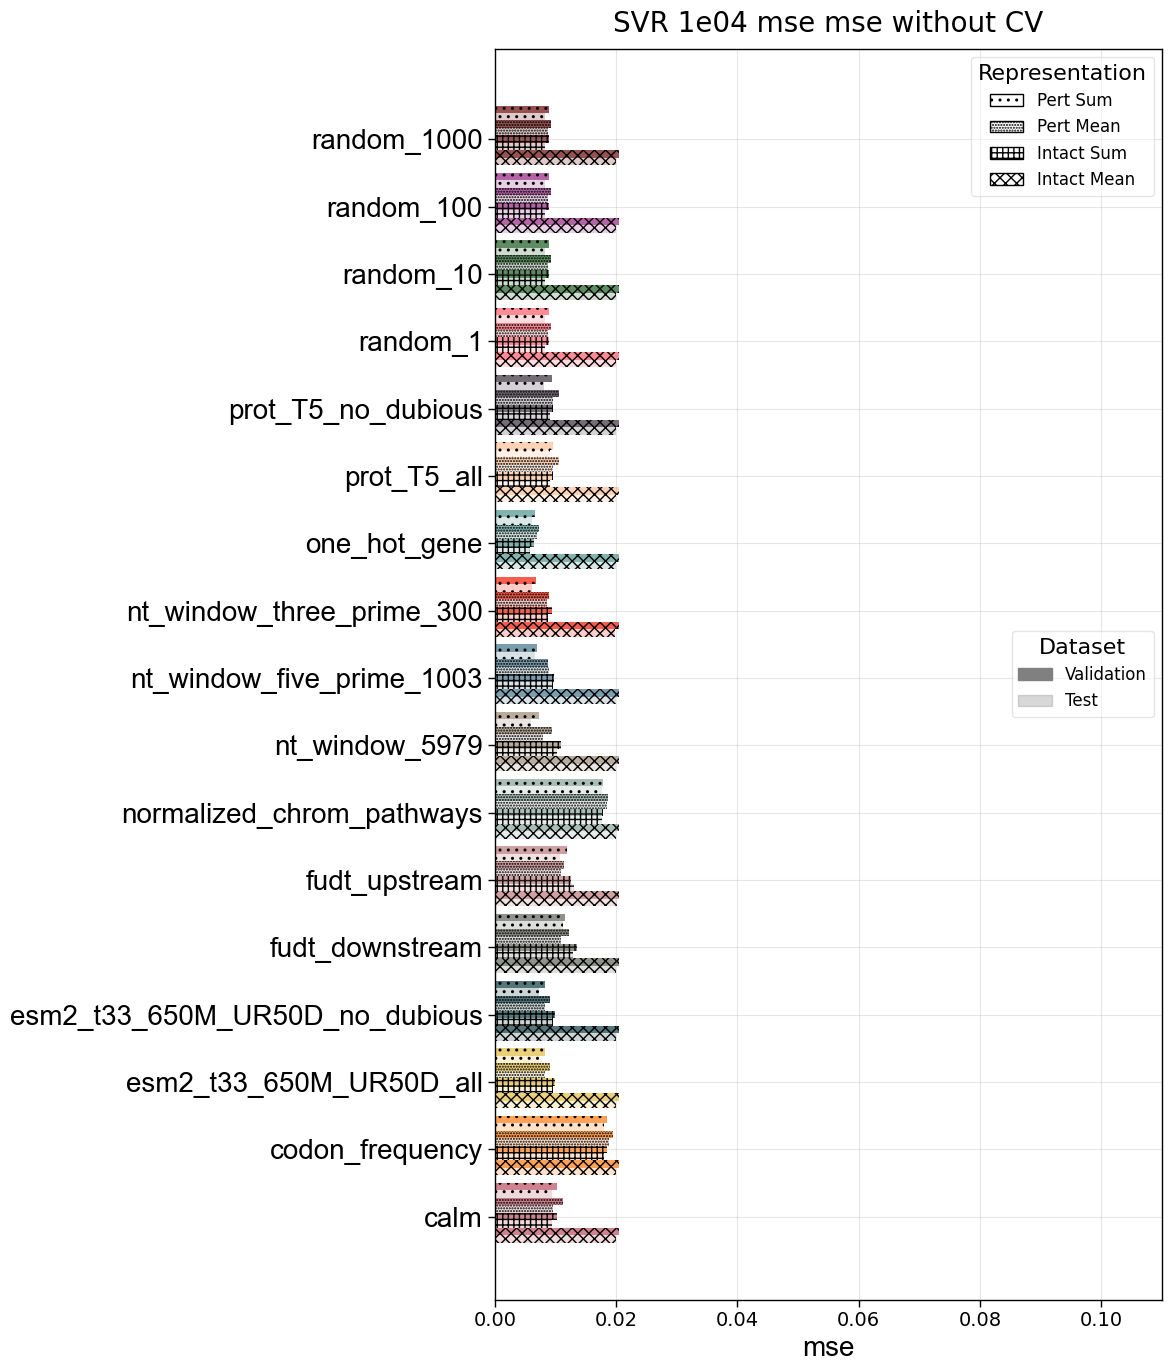 SVR 1e04 mse mse without CV
Representation
Pert Sum
Pert Mean
Intact Sum
Intact Mean
random_1000
random_100
random_10
random_1
prot_T5_no_dubious
prot_T5_all
one_hot_gene
nt_window_three_prime_300
Dataset
Validation
Test
nt_window_five_prime_1003
nt_window_5979
normalized_chrom_pathways
fudt_upstream
fudt_downstream
esm2_t33_650M_UR50D_no_dubious
esm2_t33_650M_UR50D_all
codon_frequency
calm
0.00 0.02 0.04 0.06 0.08 0.10
mse